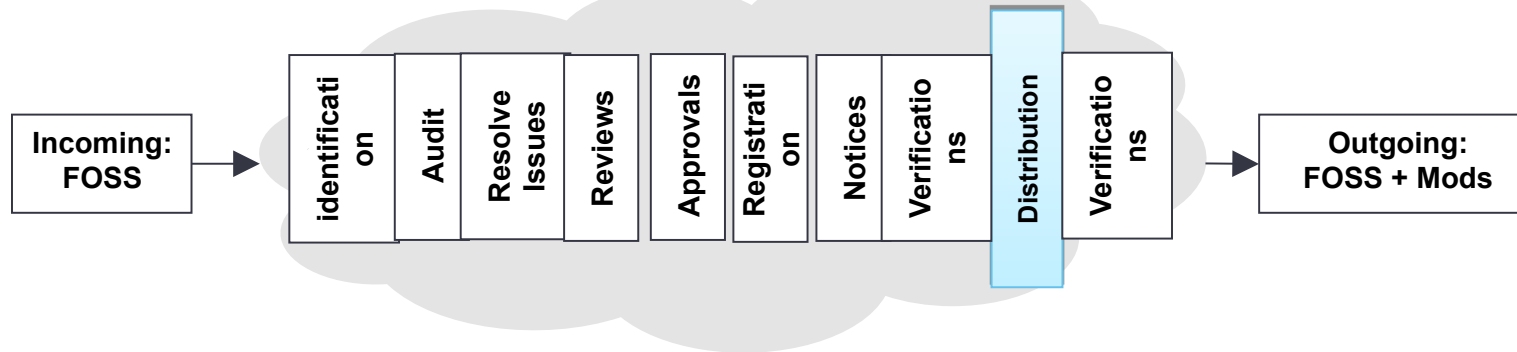 Incoming:
FOSS
identificati
on
Audit
Resolve
Issues
Reviews
Approvals
Registrati
on
Notices
Verificatio
ns
Distribution
Verificatio
ns
Outgoing:
FOSS + Mods